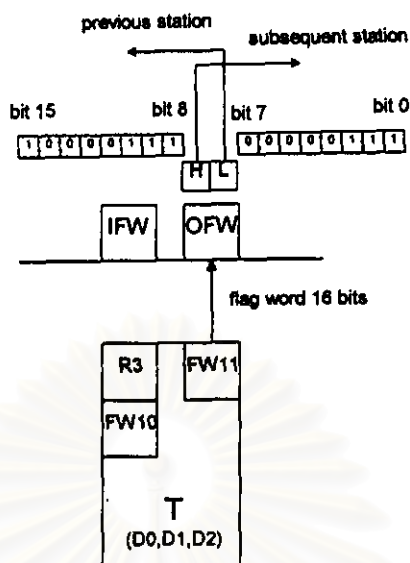 previous station
subsequent station
bit 15 bit 8 bit 7 bit 0
1 0 0 0 0 1 1 1 H L 0 0 0 0 0 1 1 1
IFW OFW
flag word 16 bits
R3 FW11
FW10
T
(D0,D1,D2)